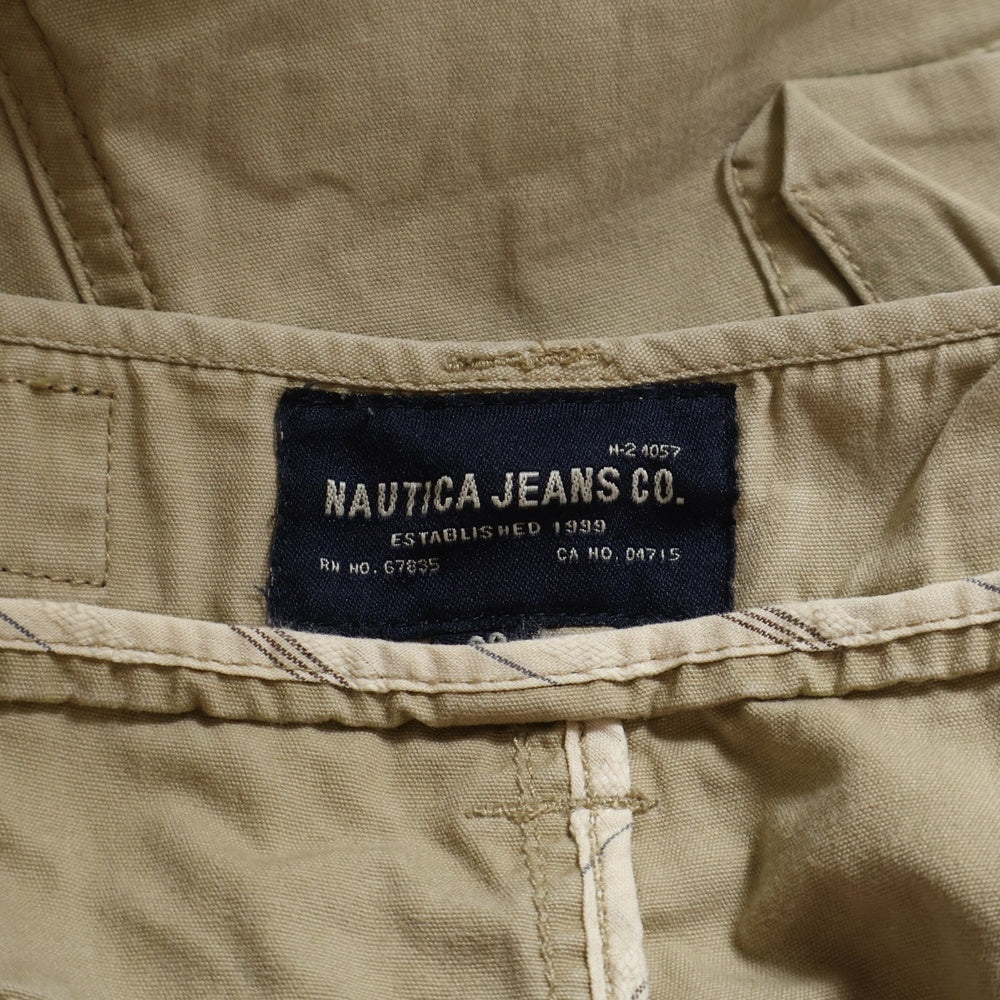 H-2 4057
NAUTICA JEANS CO.
ESTABLISHED 1999
RN NO. 67835 CA NO. 04715